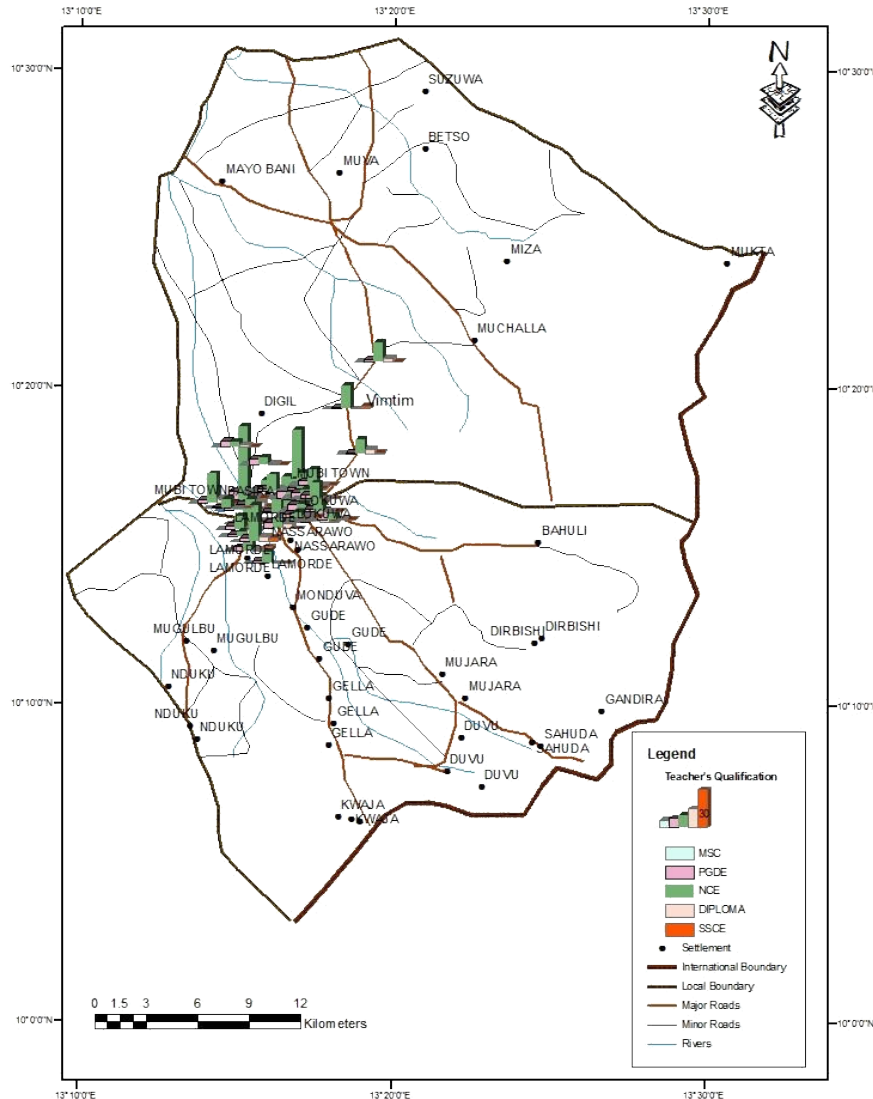 13°10'0"E 13°20'0"E 13°30'0"E
N
10°30'0"N 10°30'0"N
SUZUWA
BETSO
MUVA
MAYO BANI
MIZA
MUKTA
MUCHALLA
10°20'0"N 10°20'0"N
Vimtim
DIGIL
MUBI TOWN
MUBI TOWN
LOKUWA
LAMORDE LOKUWA
NASSARAWO
BAHULI
NASSARAWO
LAMORDE
LAMORDE LAMORDE
MONDUVA
GUDE
MUGULBU
DIRBISHI DIRBISHI
MUGULBU
GUDE
GUDE
MUJARA
NDUKU
GELLA MUJARA
GANDIRA
10°10'0"N 10°10'0"N
NDUKU
GELLA
NDUKU
DUVU
SAHUDA
GELLA
SAHUDA
DUVU
DUVU
KWAJA
KWAJA
Legend
Teacher's Qualification
30
MSC
PGDE
NCE
DIPLOMA
SSCE
Settlement
International Boundary
Local Boundary
Major Roads
Minor Roads
Rivers
0 1.5 3 6 9 12
Kilometers
10°0'0"N 10°0'0"N
13°10'0"E 13°20'0"E 13°30'0"E